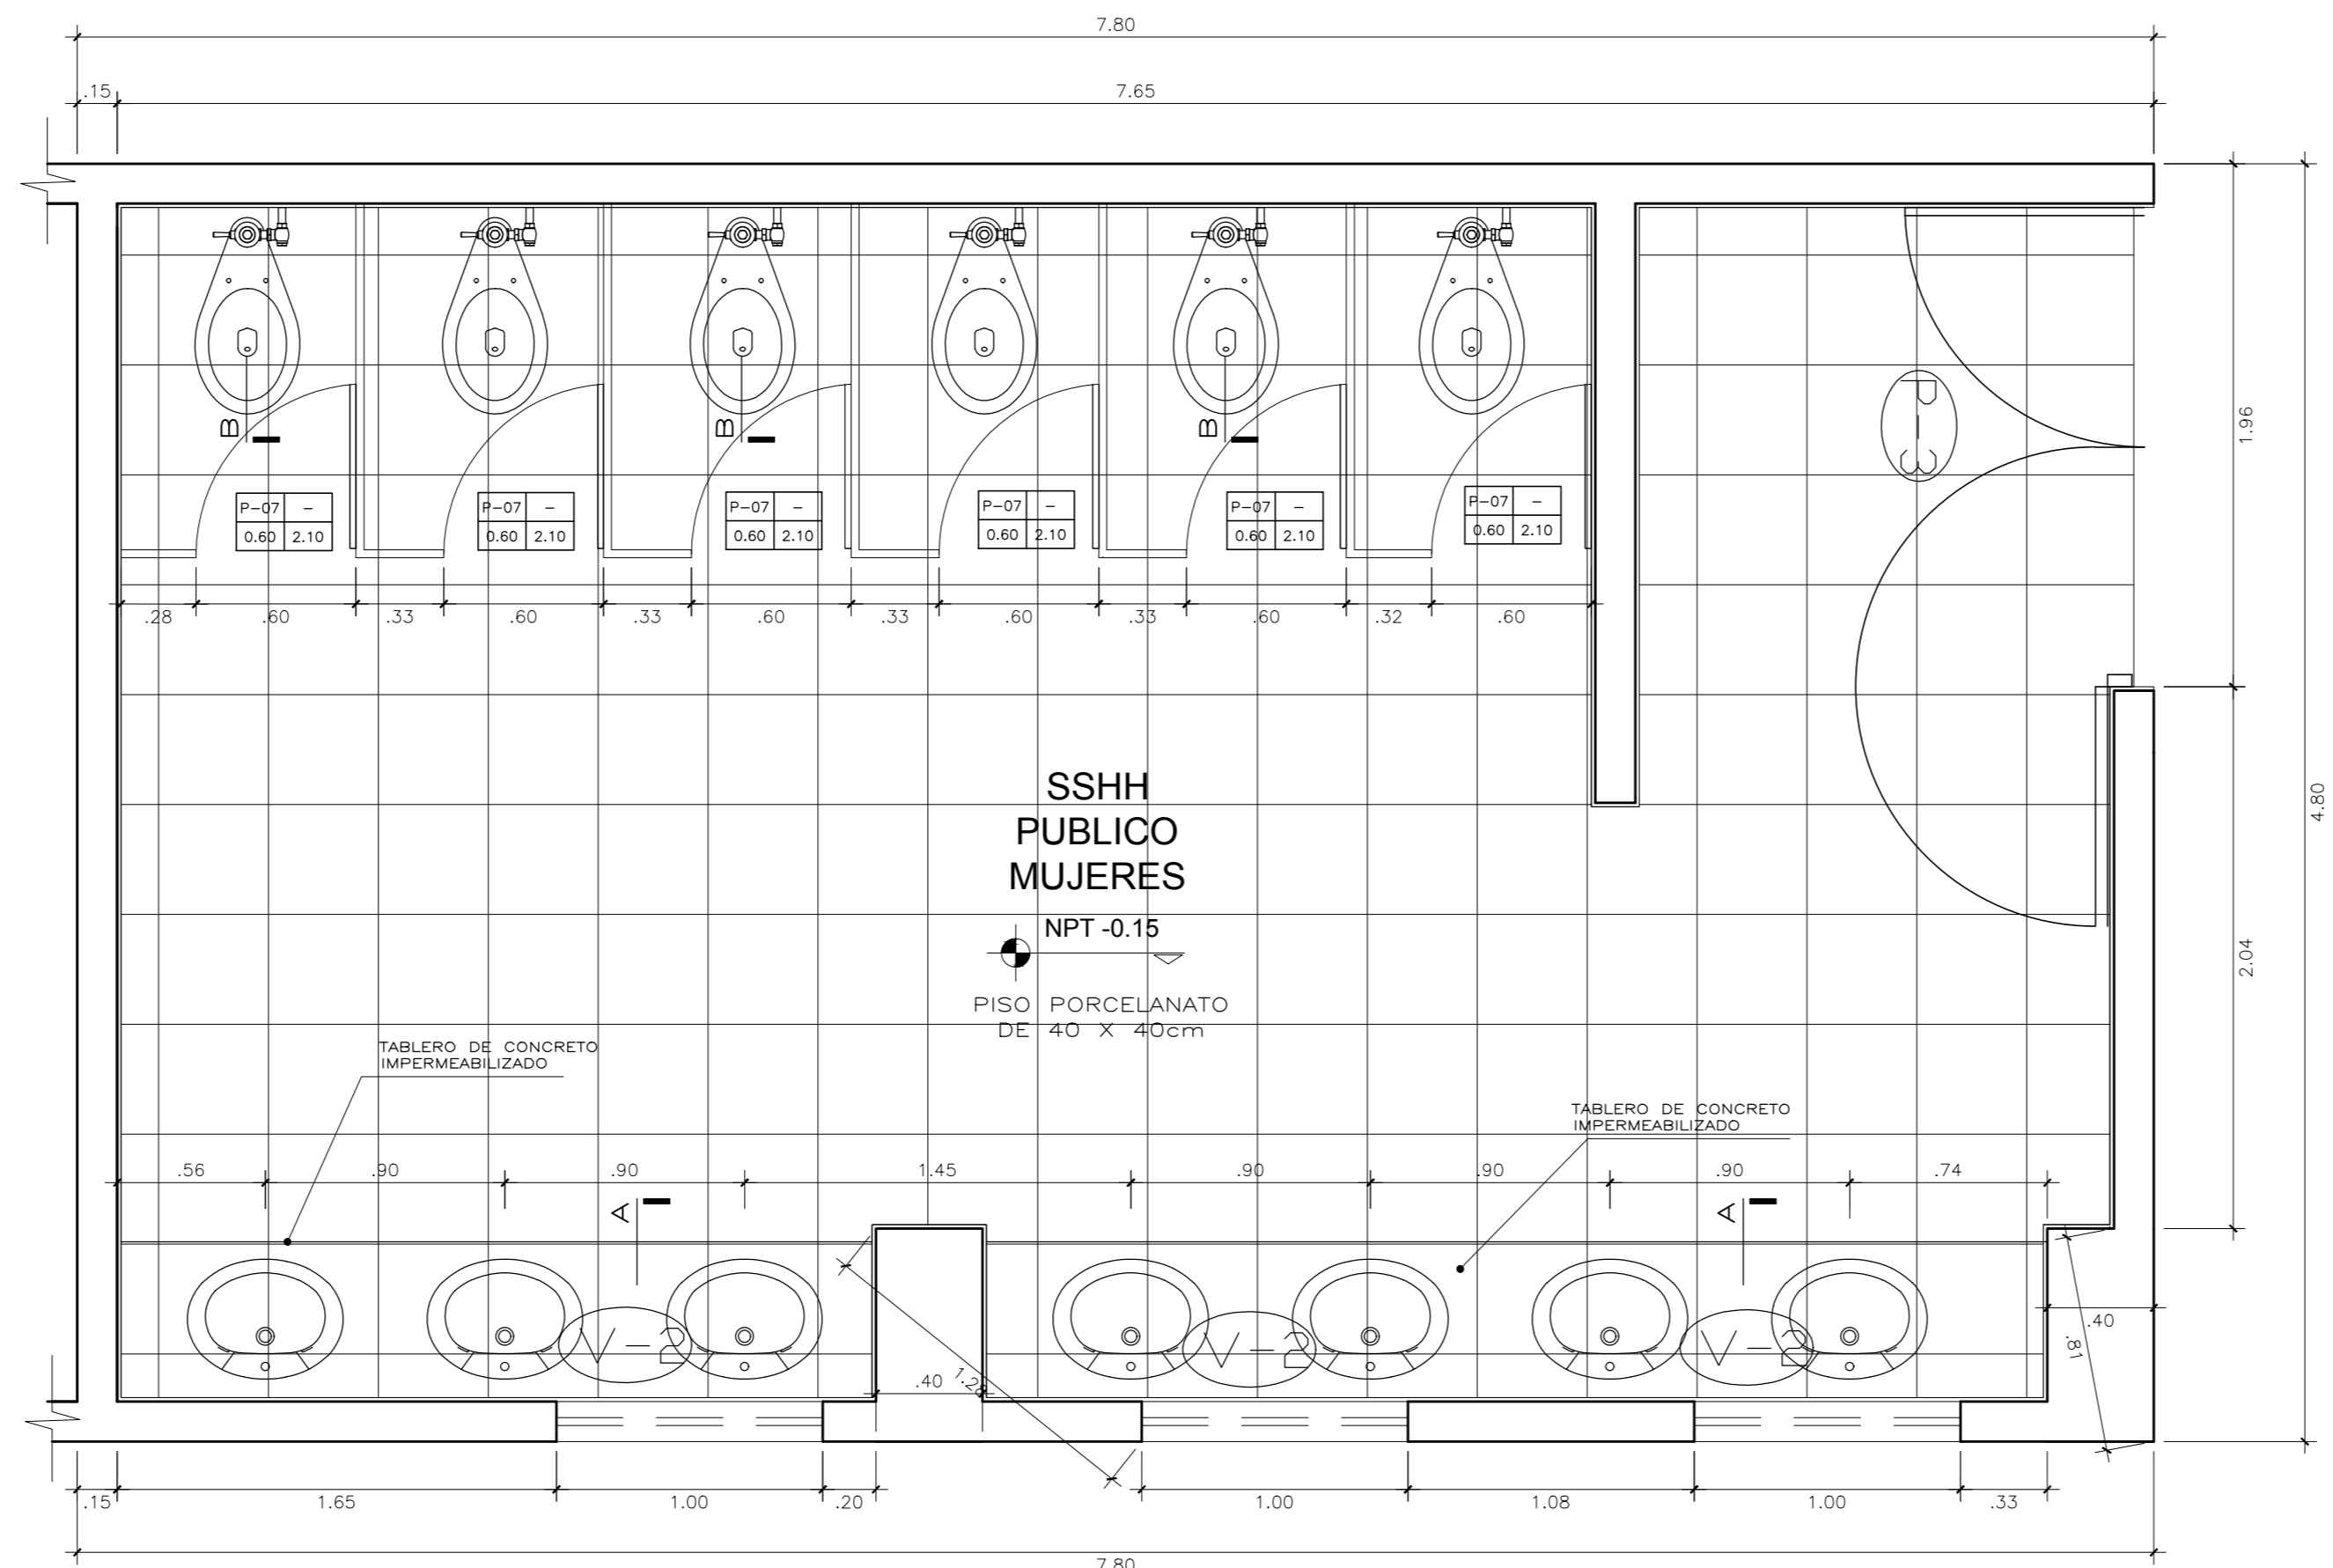 7.80
.15
7.65
B
B
B
P-07 -
0.60 2.10
P-07 -
0.60 2.10
P-07 -
0.60 2.10
P-07 -
0.60 2.10
P-07 -
0.60 2.10
P-07 -
0.60 2.10
P-3
1.96
.28 .60 .33 .60 .33 .60 .33 .60 .33 .60 .32 .60
SSHH
PUBLICO
MUJERES
NPT -0.15
PISO PORCELANATO
DE 40 X 40cm
4.80
2.04
TABLERO DE CONCRETO
IMPERMEABILIZADO
TABLERO DE CONCRETO
IMPERMEABILIZADO
.56 .90 .90 1.45 .90 .90 .90 .74
A
A
V-2
V-2
V-2
.40
.81
.40
.15 1.65 1.00 .20 1.00 1.08 1.00 .33
7.80